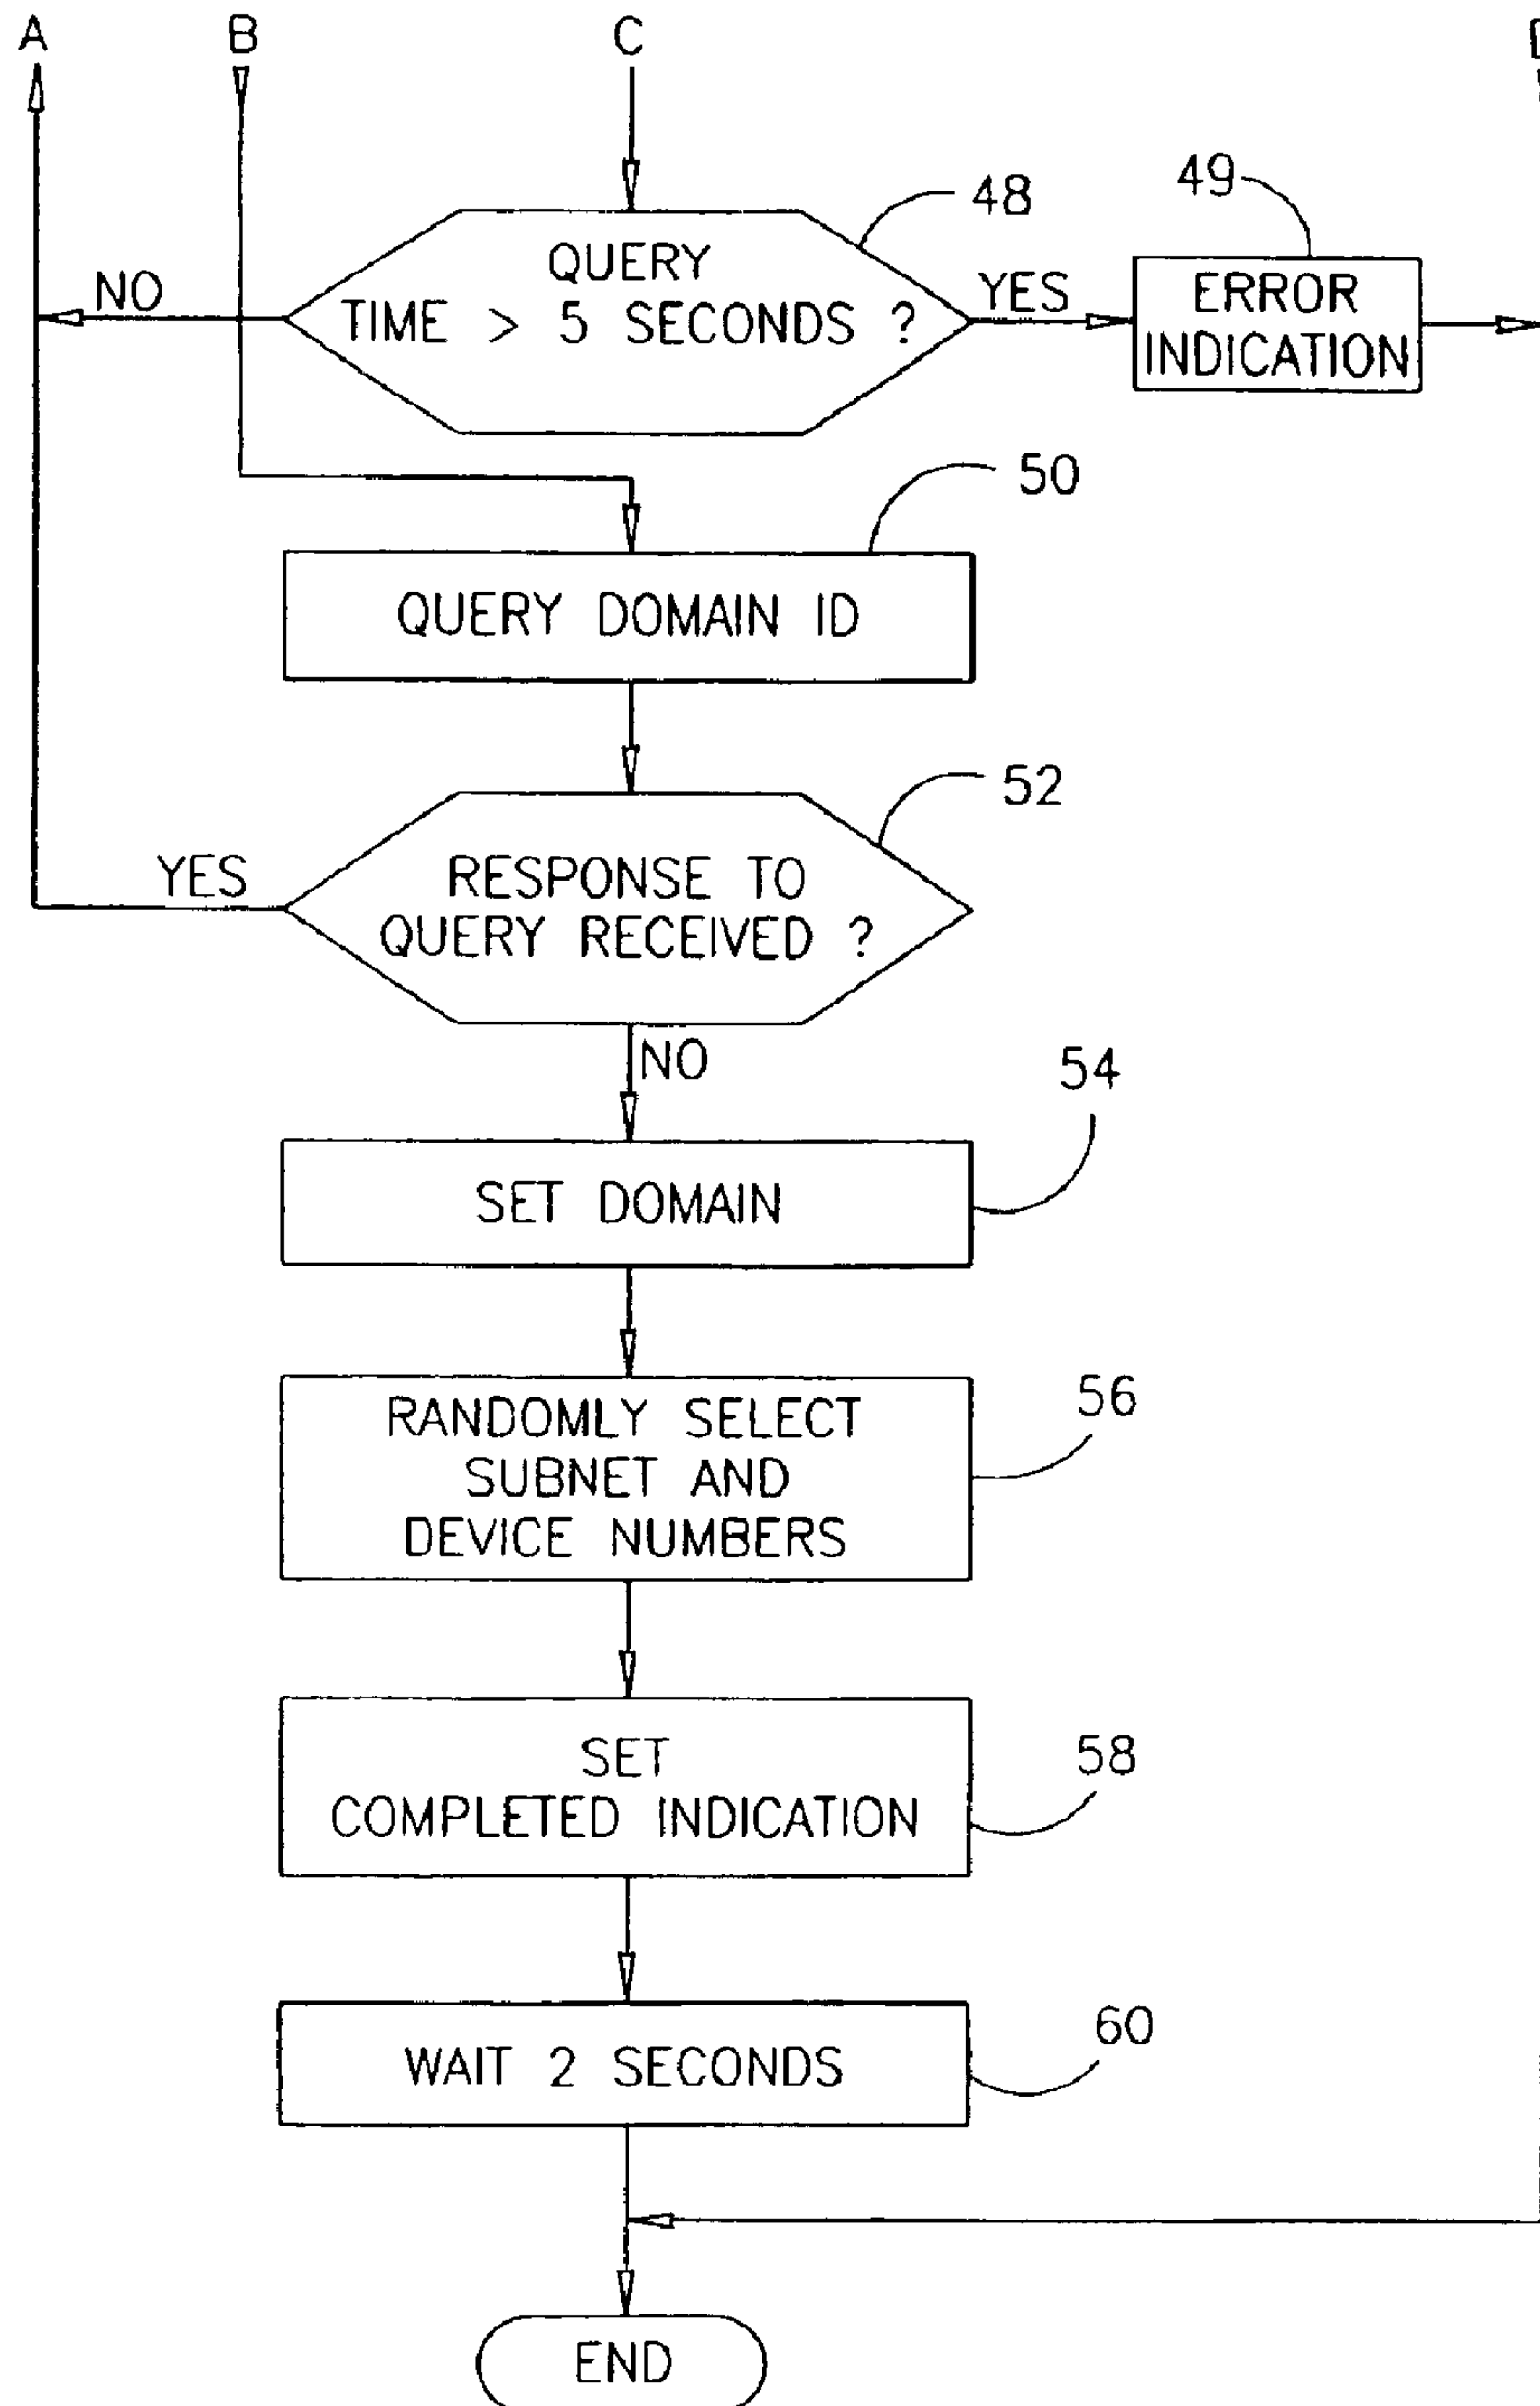 A
B
C
48
49
QUERY
TIME > 5 SECONDS ?
NO
YES
ERROR
INDICATION
50
QUERY DOMAIN ID
52
RESPONSE TO
QUERY RECEIVED ?
YES
NO
54
SET DOMAIN
56
RANDOMLY SELECT
SUBNET AND
DEVICE NUMBERS
58
SET
COMPLETED INDICATION
60
WAIT 2 SECONDS
END